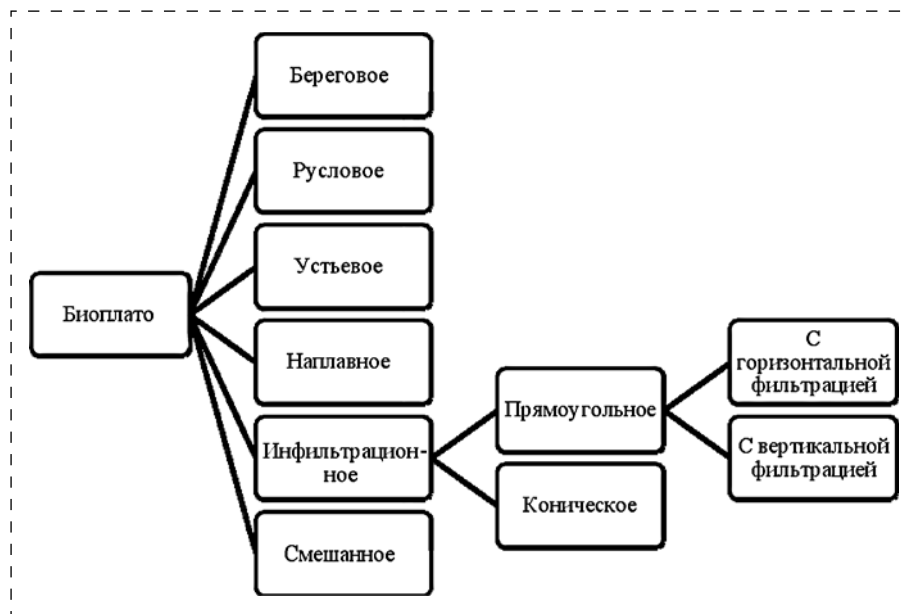 Биоплато
Береговое
Русловое
Устьевое
Наплавное
Инфильтрацион-
ное
Смешанное
Прямоугольное
Коническое
С
горизонтальной
фильтрацией
С вертикальной
фильтрацией